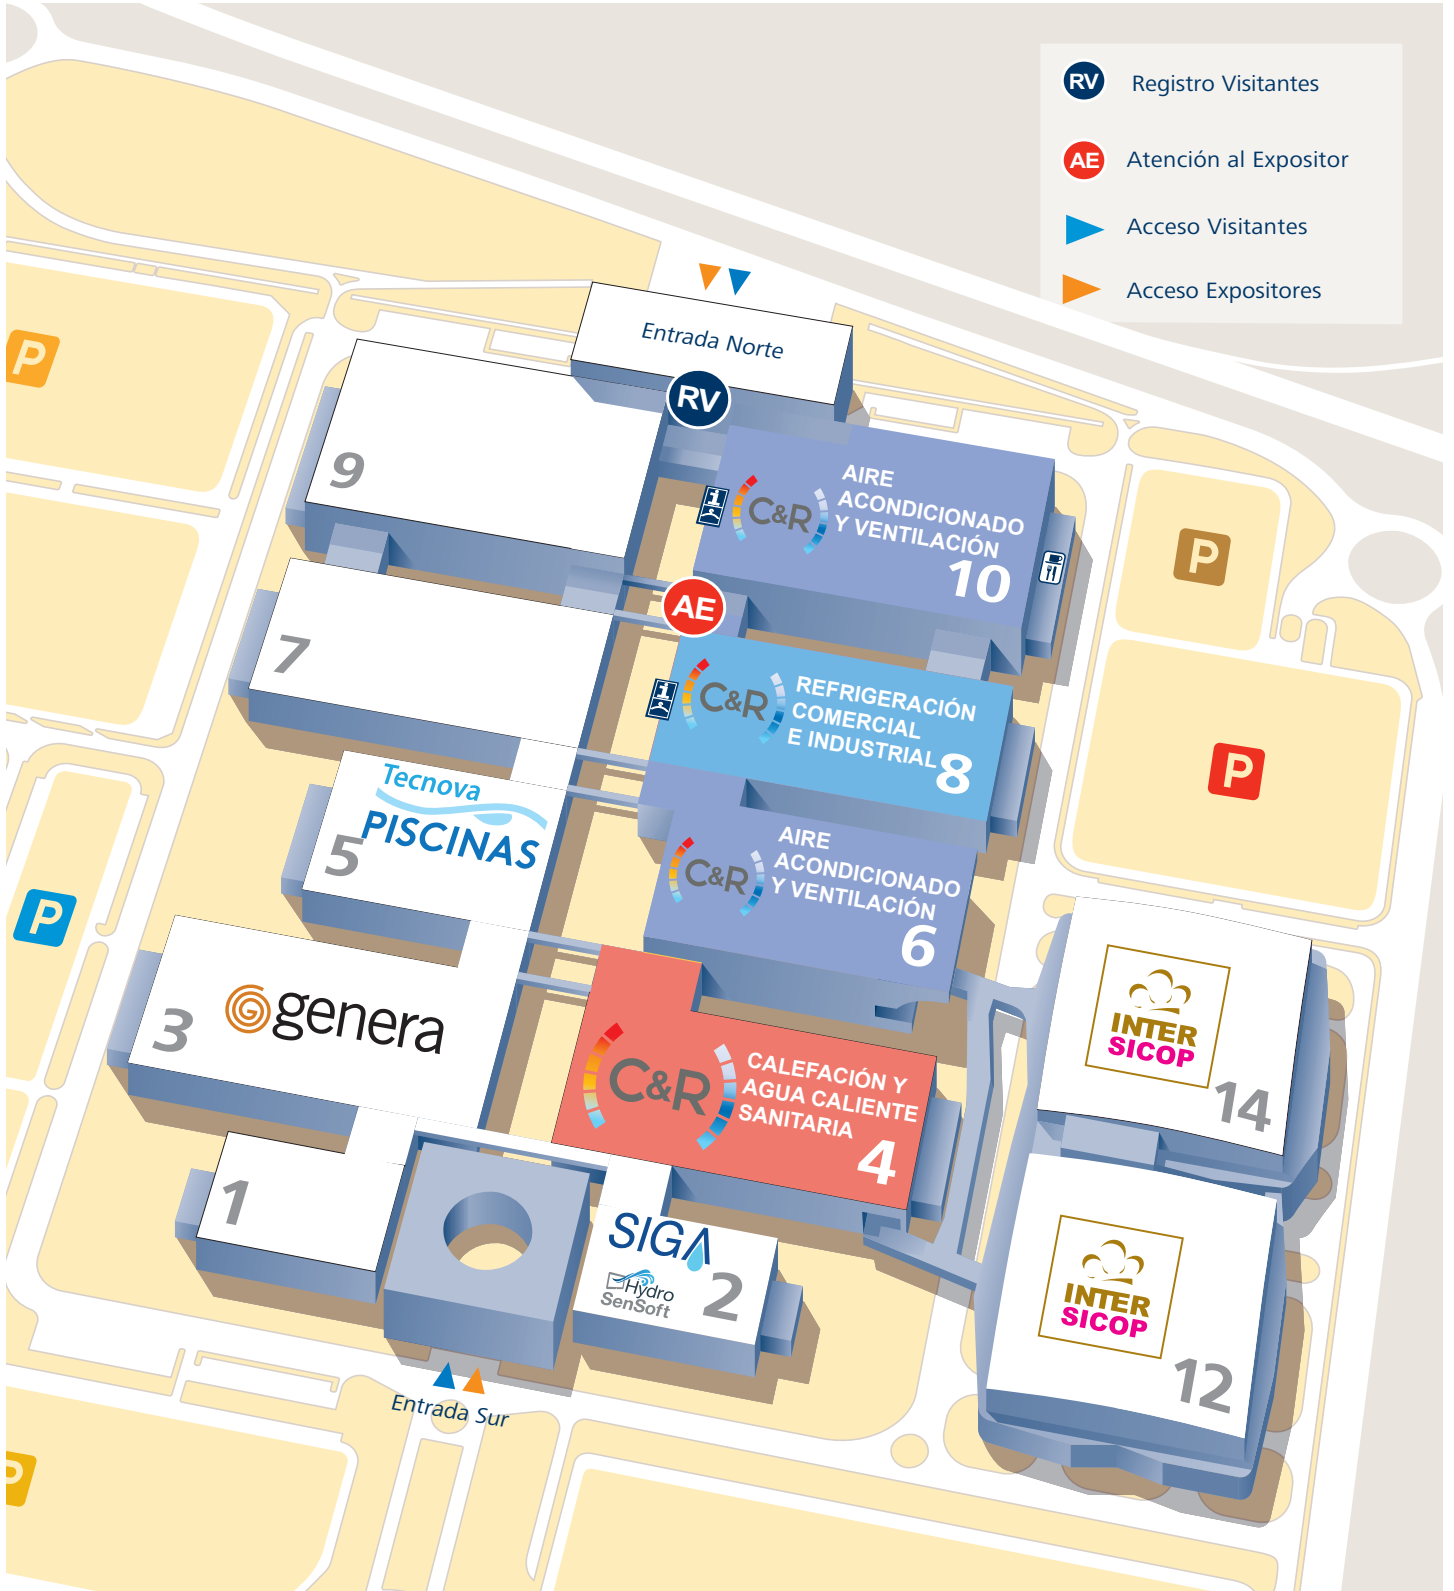 RV Registro Visitantes
AE Atención al Expositor
Acceso Visitantes
Acceso Expositores
Entrada Norte
RV
P
9
C&R
AIRE
ACONDICIONADO
Y VENTILACIÓN
10
i
P
AE
7
C&R
REFRIGERACIÓN
COMERCIAL
E INDUSTRIAL
8
i
P
Tecnova
PISCINAS
5
C&R
AIRE
ACONDICIONADO
Y VENTILACIÓN
6
P
G genera
3
C&R
CALEFACIÓN Y
AGUA CALIENTE
SANITARIA
4
INTER
SICOP
14
1
SIGA
Hydro
SenSoft
2
INTER
SICOP
12
Entrada Sur
P